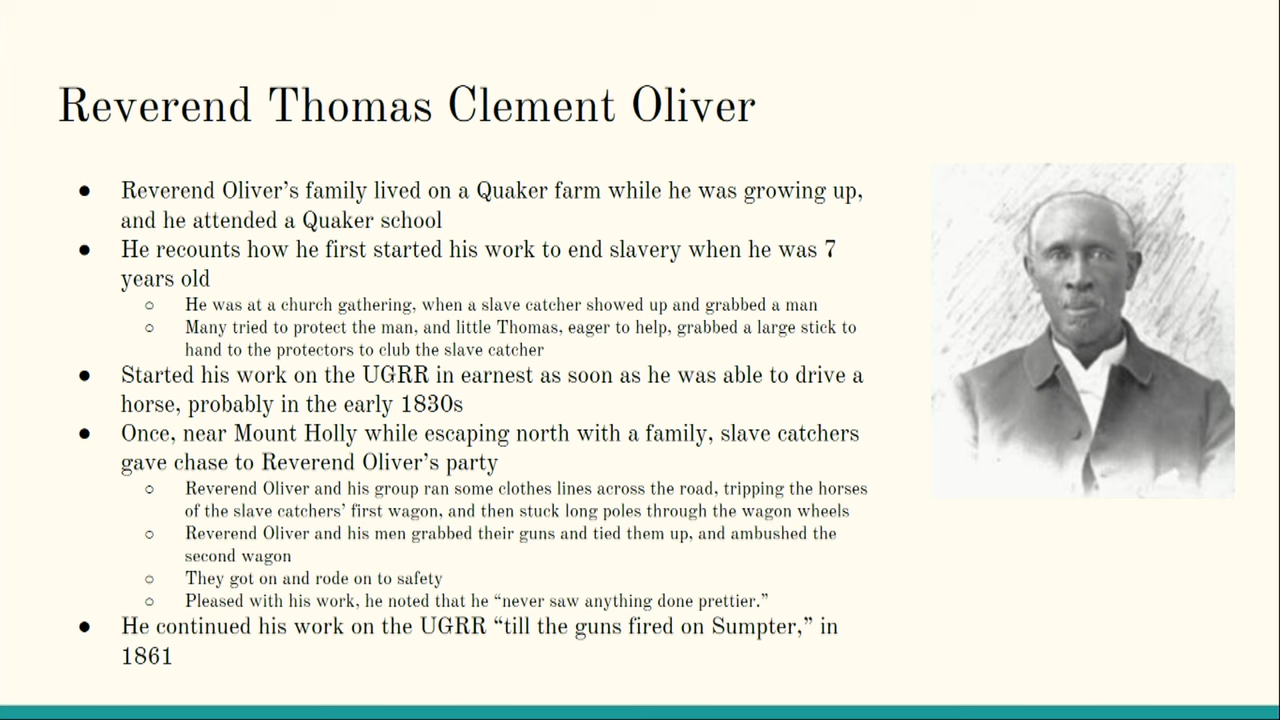 Reverend Thomas Clement Oliver
● Reverend Oliver’s family lived on a Quaker farm while he was growing up,
and he attended a Quaker school
● He recounts how he first started his work to end slavery when he was 7
years old
○ He was at a church gathering, when a slave catcher showed up and grabbed a man
○ Many tried to protect the man, and little Thomas, eager to help, grabbed a large stick to
hand to the protectors to club the slave catcher
● Started his work on the UGRR in earnest as soon as he was able to drive a
horse, probably in the early 1830s
● Once, near Mount Holly while escaping north with a family, slave catchers
gave chase to Reverend Oliver’s party
○ Reverend Oliver and his group ran some clothes lines across the road, tripping the horses
of the slave catchers’ first wagon, and then stuck long poles through the wagon wheels
○ Reverend Oliver and his men grabbed their guns and tied them up, and ambushed the
second wagon
○ They got on and rode on to safety
○ Pleased with his work, he noted that he “never saw anything done prettier.”
● He continued his work on the UGRR “till the guns fired on Sumpter,” in
1861